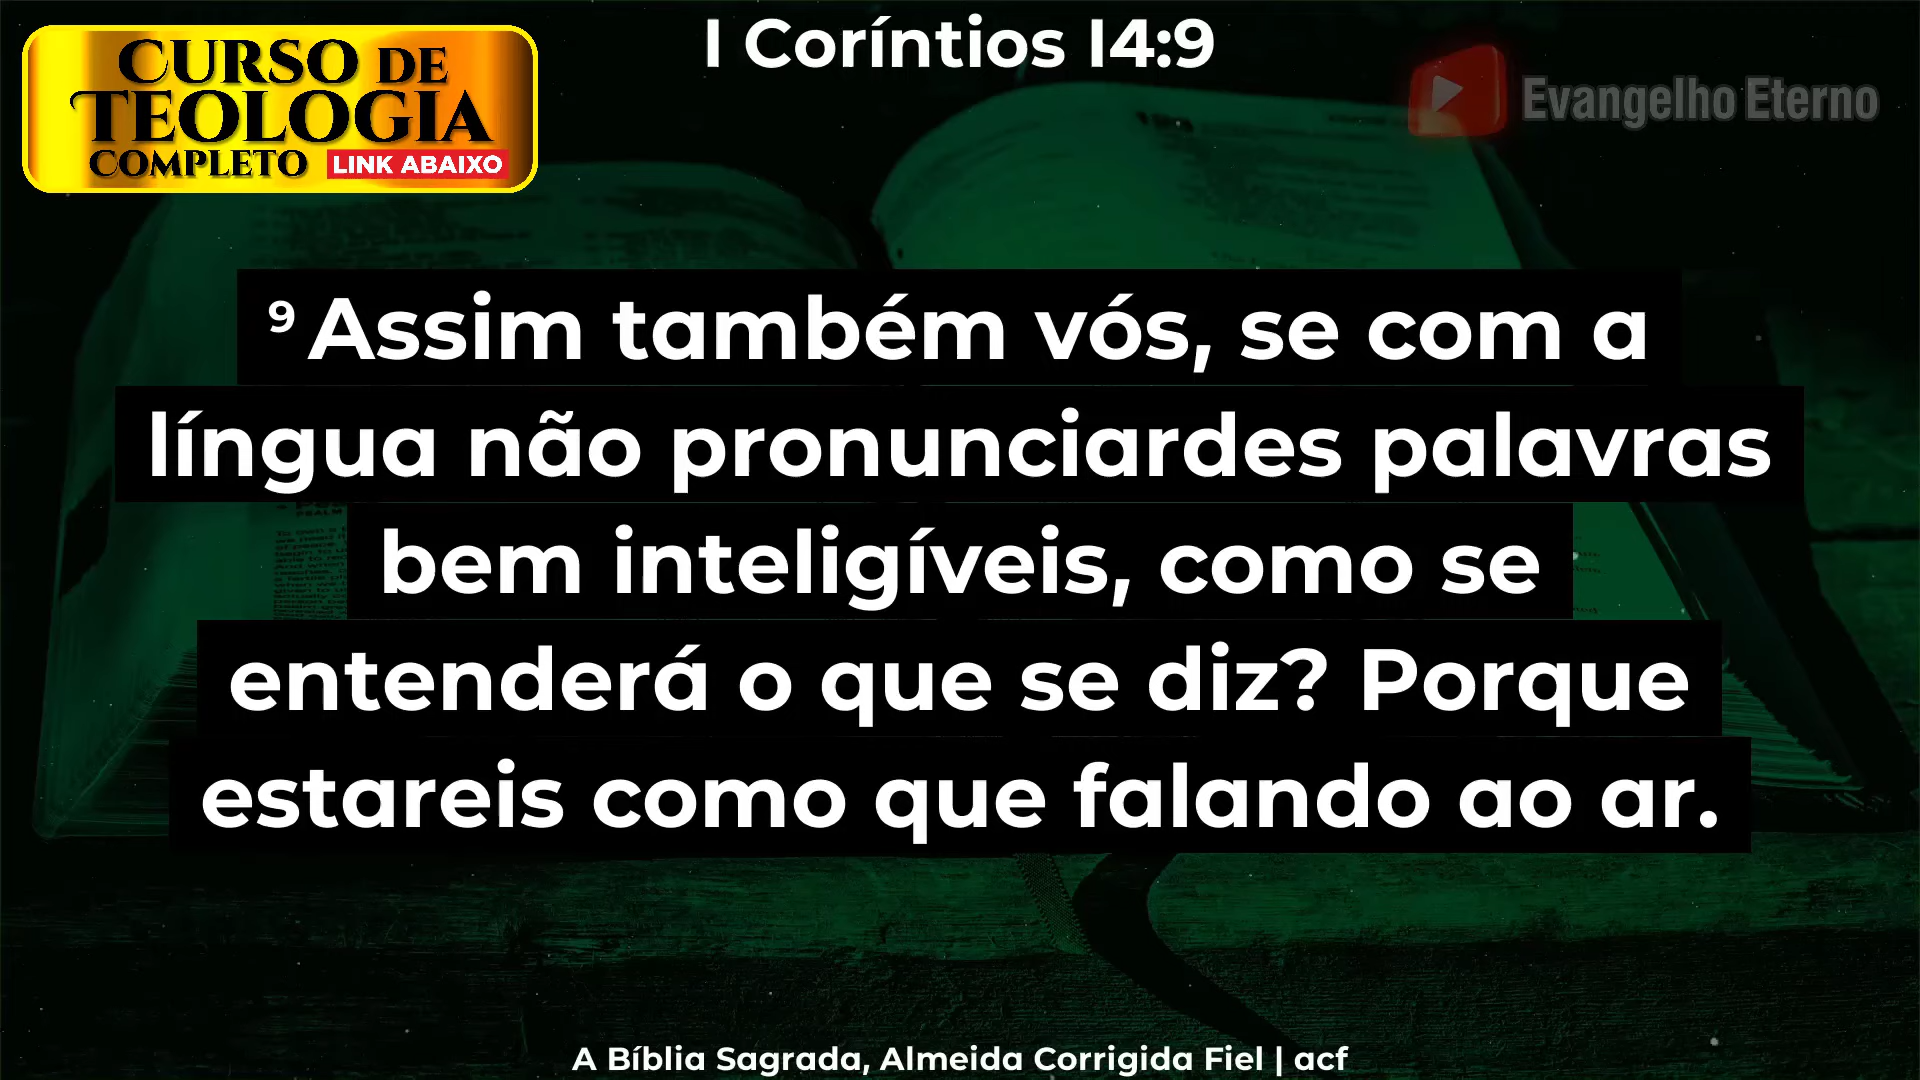 CURSO DE
TEOLOGIA
COMPLETO LINK ABAIXO
I Coríntios 14:9
Evangelho Eterno
9 Assim também vós, se com a
língua não pronunciardes palavras
bem inteligíveis, como se
entenderá o que se diz? Porque
estareis como que falando ao ar.
A Bíblia Sagrada, Almeida Corrigida Fiel | acf